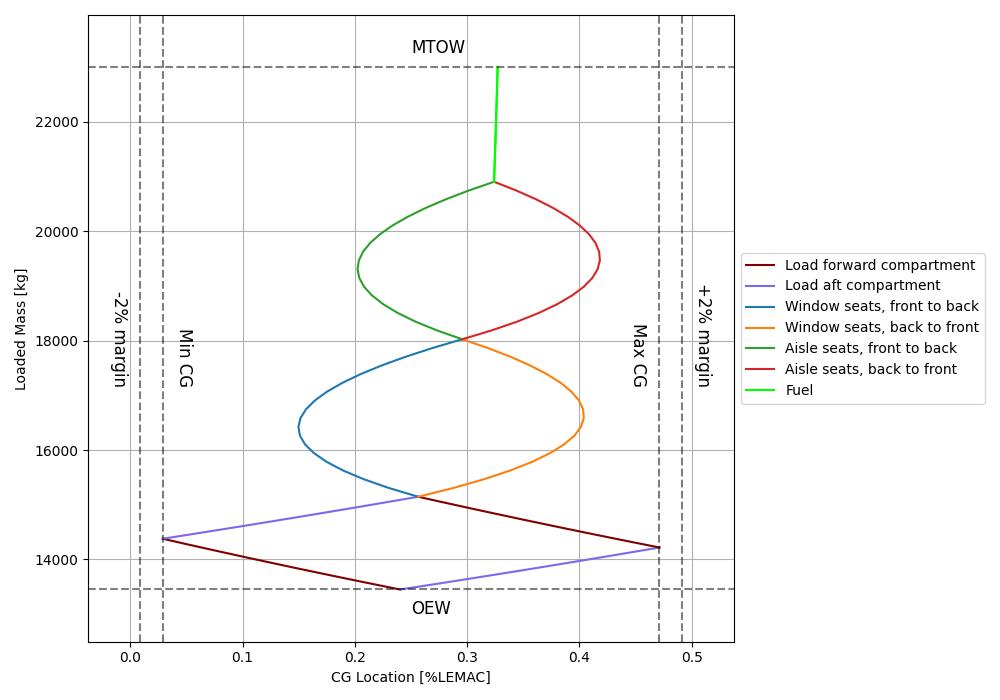 MTOW
22000
20000
18000
16000
14000
Loaded Mass [kg]
-2% margin
Min CG
Max CG
+2% margin
OEW
0.0 0.1 0.2 0.3 0.4 0.5
CG Location [%LEMAC]
Load forward compartment
Load aft compartment
Window seats, front to back
Window seats, back to front
Aisle seats, front to back
Aisle seats, back to front
Fuel